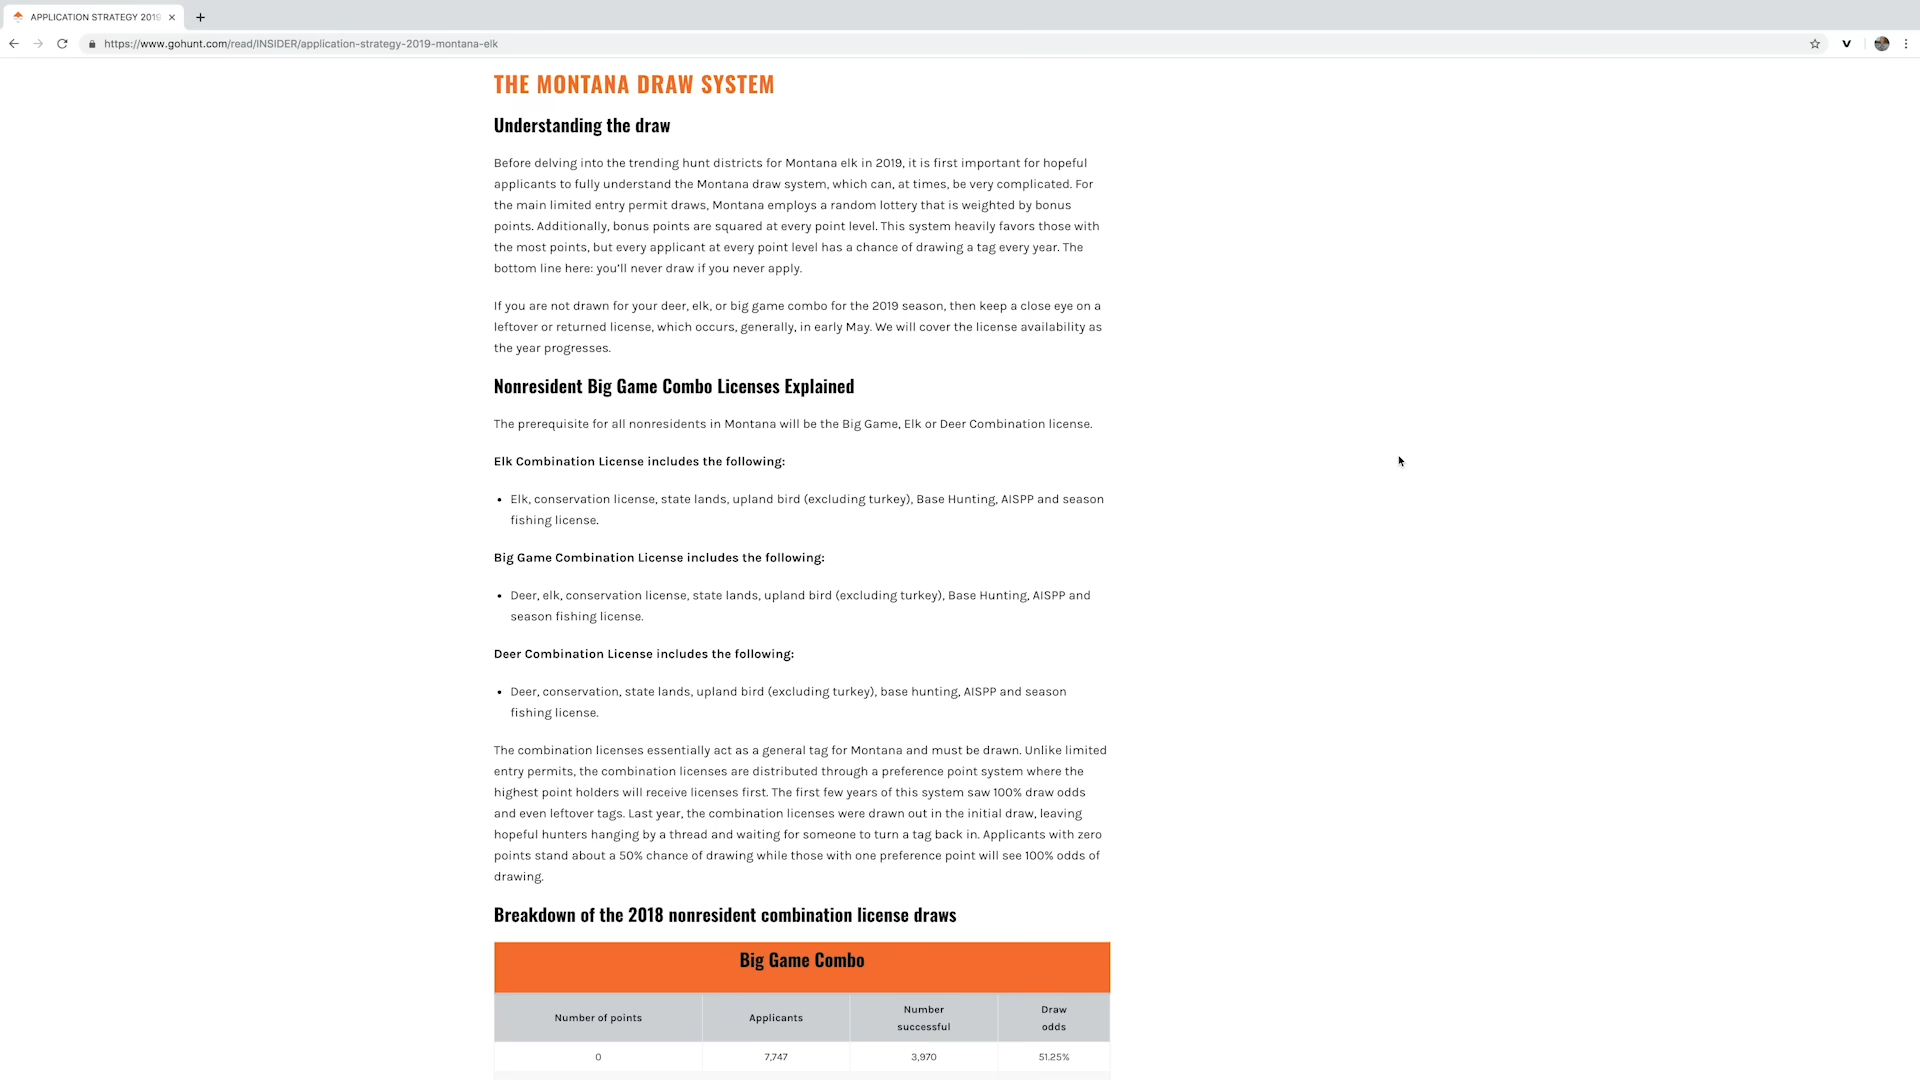 APPLICATION STRATEGY 2019
https://www.gohunt.com/read/INSIDER/application-strategy-2019-montana-elk
THE MONTANA DRAW SYSTEM
Understanding the draw
Before delving into the trending hunt districts for Montana elk in 2019, it is first important for hopeful
applicants to fully understand the Montana draw system, which can, at times, be very complicated. For
the main limited entry permit draws, Montana employs a random lottery that is weighted by bonus
points. Additionally, bonus points are squared at every point level. This system heavily favors those with
the most points, but every applicant at every point level has a chance of drawing a tag every year. The
bottom line here: you'll never draw if you never apply.
If you are not drawn for your deer, elk, or big game combo for the 2019 season, then keep a close eye on a
leftover or returned license, which occurs, generally, in early May. We will cover the license availability as
the year progresses.
Nonresident Big Game Combo Licenses Explained
The prerequisite for all nonresidents in Montana will be the Big Game, Elk or Deer Combination license.
Elk Combination License includes the following:
• Elk, conservation license, state lands, upland bird (excluding turkey), Base Hunting, AISPP and season
fishing license.
Big Game Combination License includes the following:
• Deer, elk, conservation license, state lands, upland bird (excluding turkey), Base Hunting, AISPP and
season fishing license.
Deer Combination License includes the following:
• Deer, conservation, state lands, upland bird (excluding turkey), base hunting, AISPP and season
fishing license.
The combination licenses essentially act as a general tag for Montana and must be drawn. Unlike limited
entry permits, the combination licenses are distributed through a preference point system where the
highest point holders will receive licenses first. The first few years of this system saw 100% draw odds
and even leftover tags. Last year, the combination licenses were drawn out in the initial draw, leaving
hopeful hunters hanging by a thread and waiting for someone to turn a tag back in. Applicants with zero
points stand about a 50% chance of drawing while those with one preference point will see 100% odds of
drawing.
Breakdown of the 2018 nonresident combination license draws
Big Game Combo
Number of points Applicants Number successful Draw odds
0 7,747 3,970 51.25%